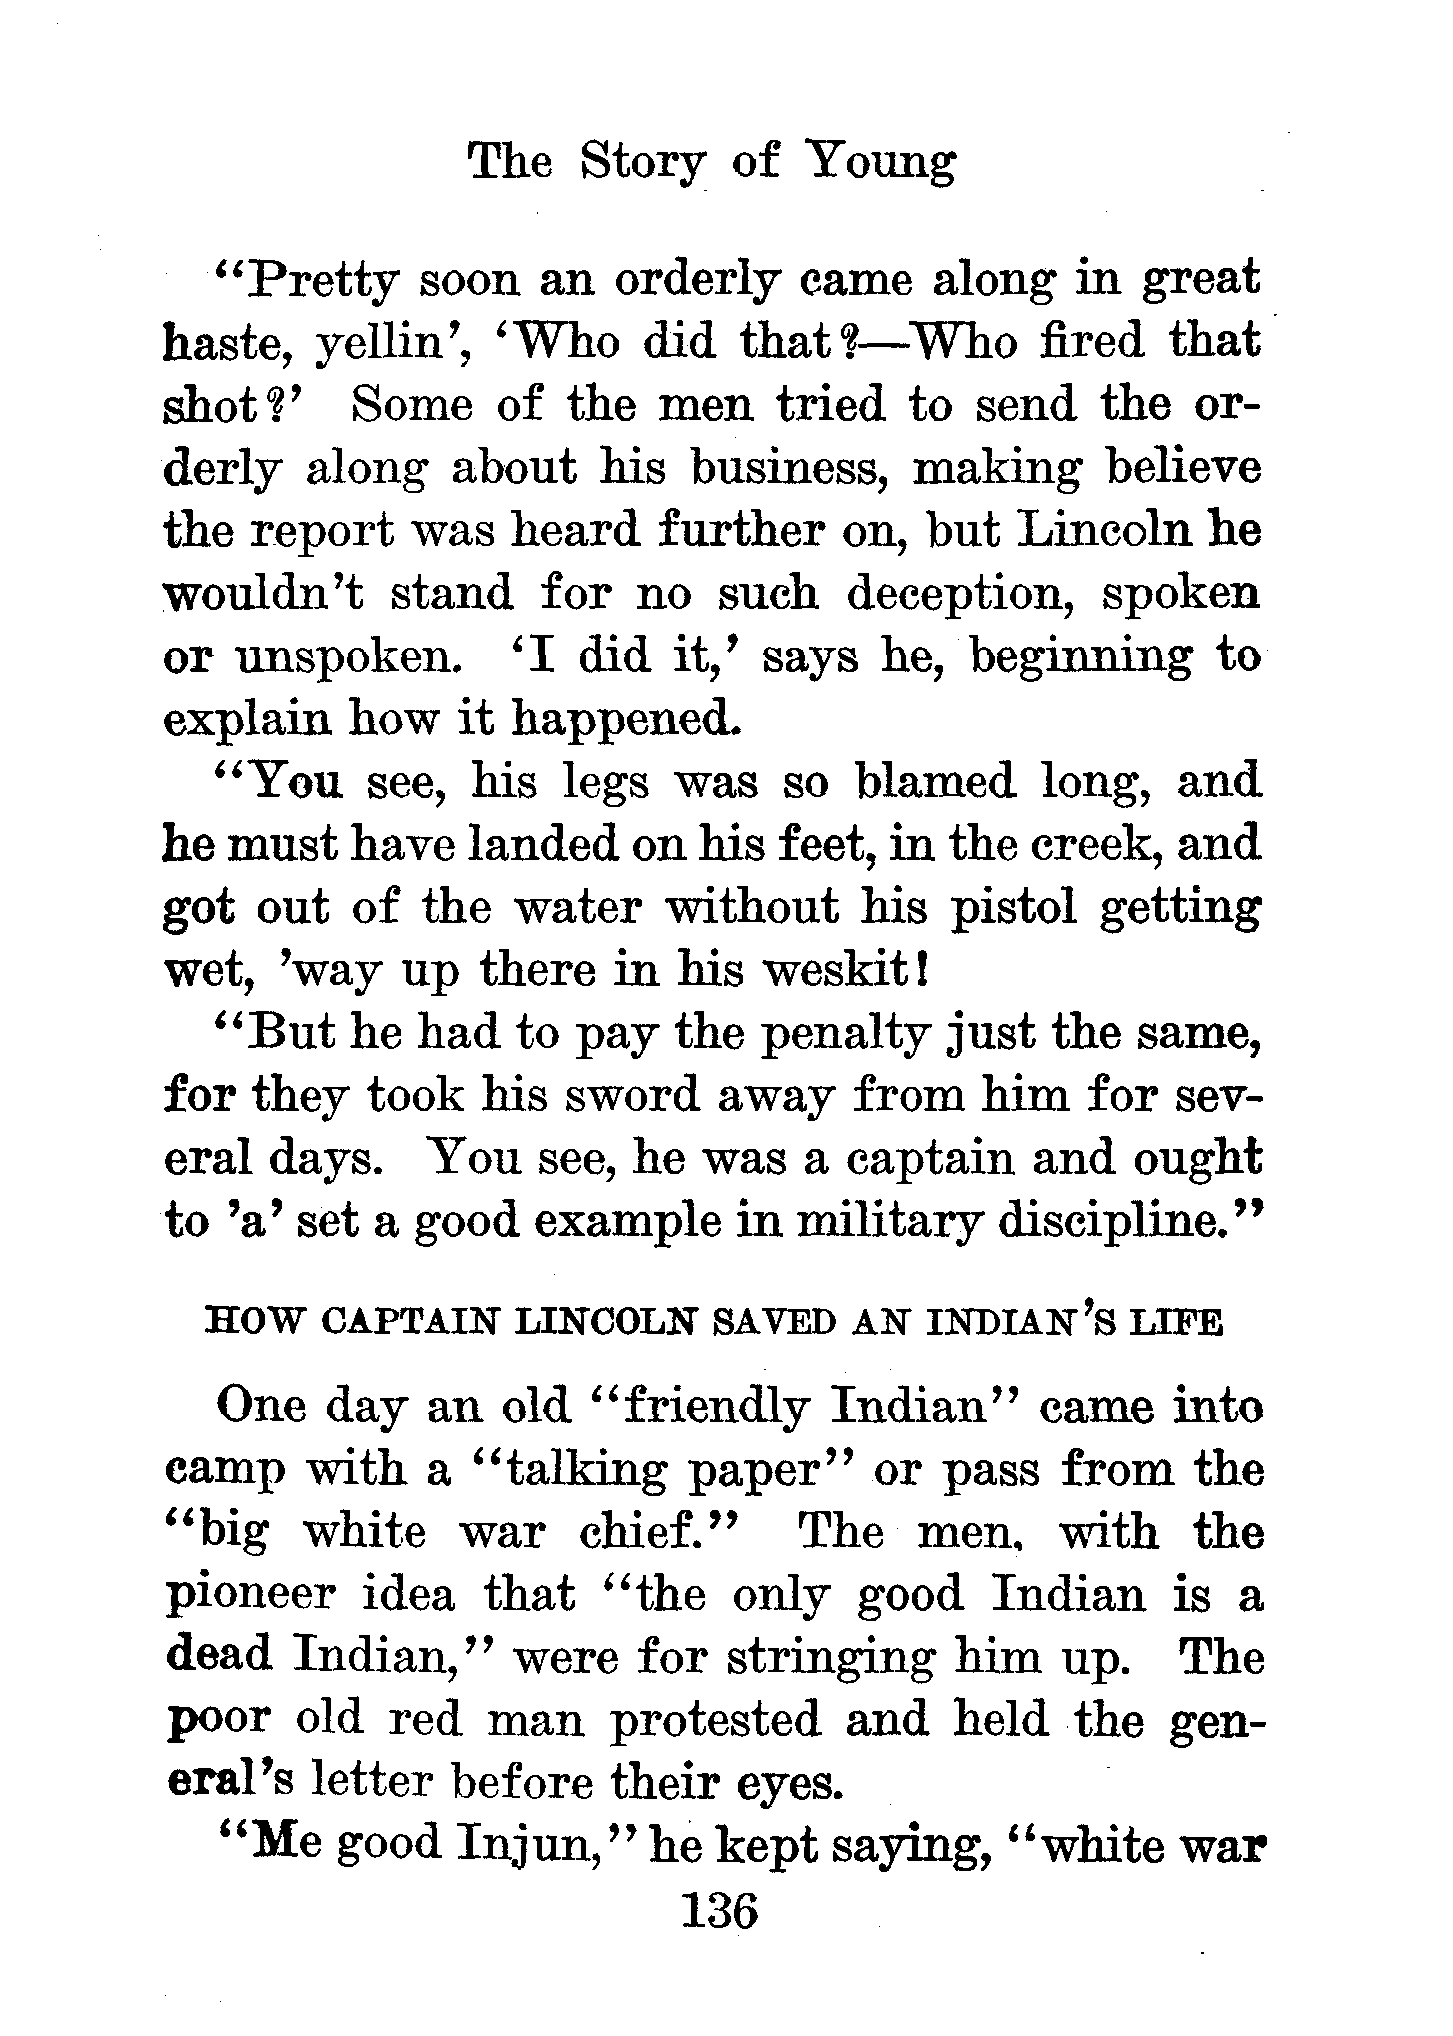 The Story of Young
“Pretty soon an orderly came along in great
haste, yellin’, ‘Who did that?—Who fired that
shot?’ Some of the men tried to send the or-
derly along about his business, making believe
the report was heard further on, but Lincoln he
wouldn’t stand for no such deception, spoken
or unspoken. ‘I did it,’ says he, beginning to
explain how it happened.
“You see, his legs was so blamed long, and
he must have landed on his feet, in the creek, and
got out of the water without his pistol getting
wet, ’way up there in his weskit!
“But he had to pay the penalty just the same,
for they took his sword away from him for sev-
eral days. You see, he was a captain and ought
to ’a’ set a good example in military discipline.”
HOW CAPTAIN LINCOLN SAVED AN INDIAN’S LIFE
One day an old “friendly Indian” came into
camp with a “talking paper” or pass from the
“big white war chief.” The men, with the
pioneer idea that “the only good Indian is a
dead Indian,” were for stringing him up. The
poor old red man protested and held the gen-
eral’s letter before their eyes.
“Me good Injun,” he kept saying, “white war
136